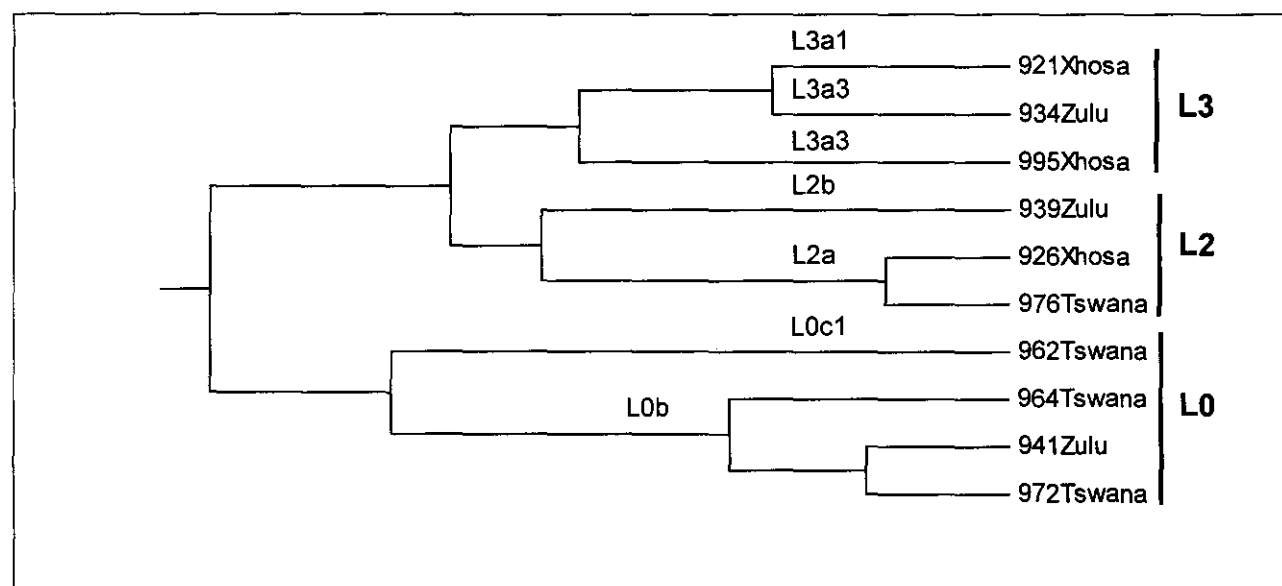 L3a1
921Xhosa
L3a3
934Zulu
L3
L3a3
995Xhosa
L2b
939Zulu
L2a
926Xhosa
L2
976Tswana
L0c1
962Tswana
L0b
964Tswana
L0
941Zulu
972Tswana